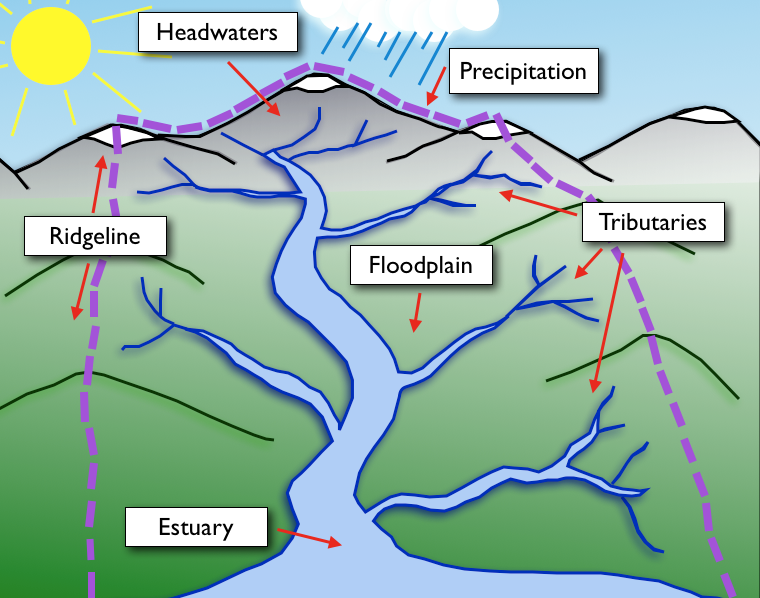 Headwaters
Precipitation
Ridgeline
Tributaries
Floodplain
Estuary